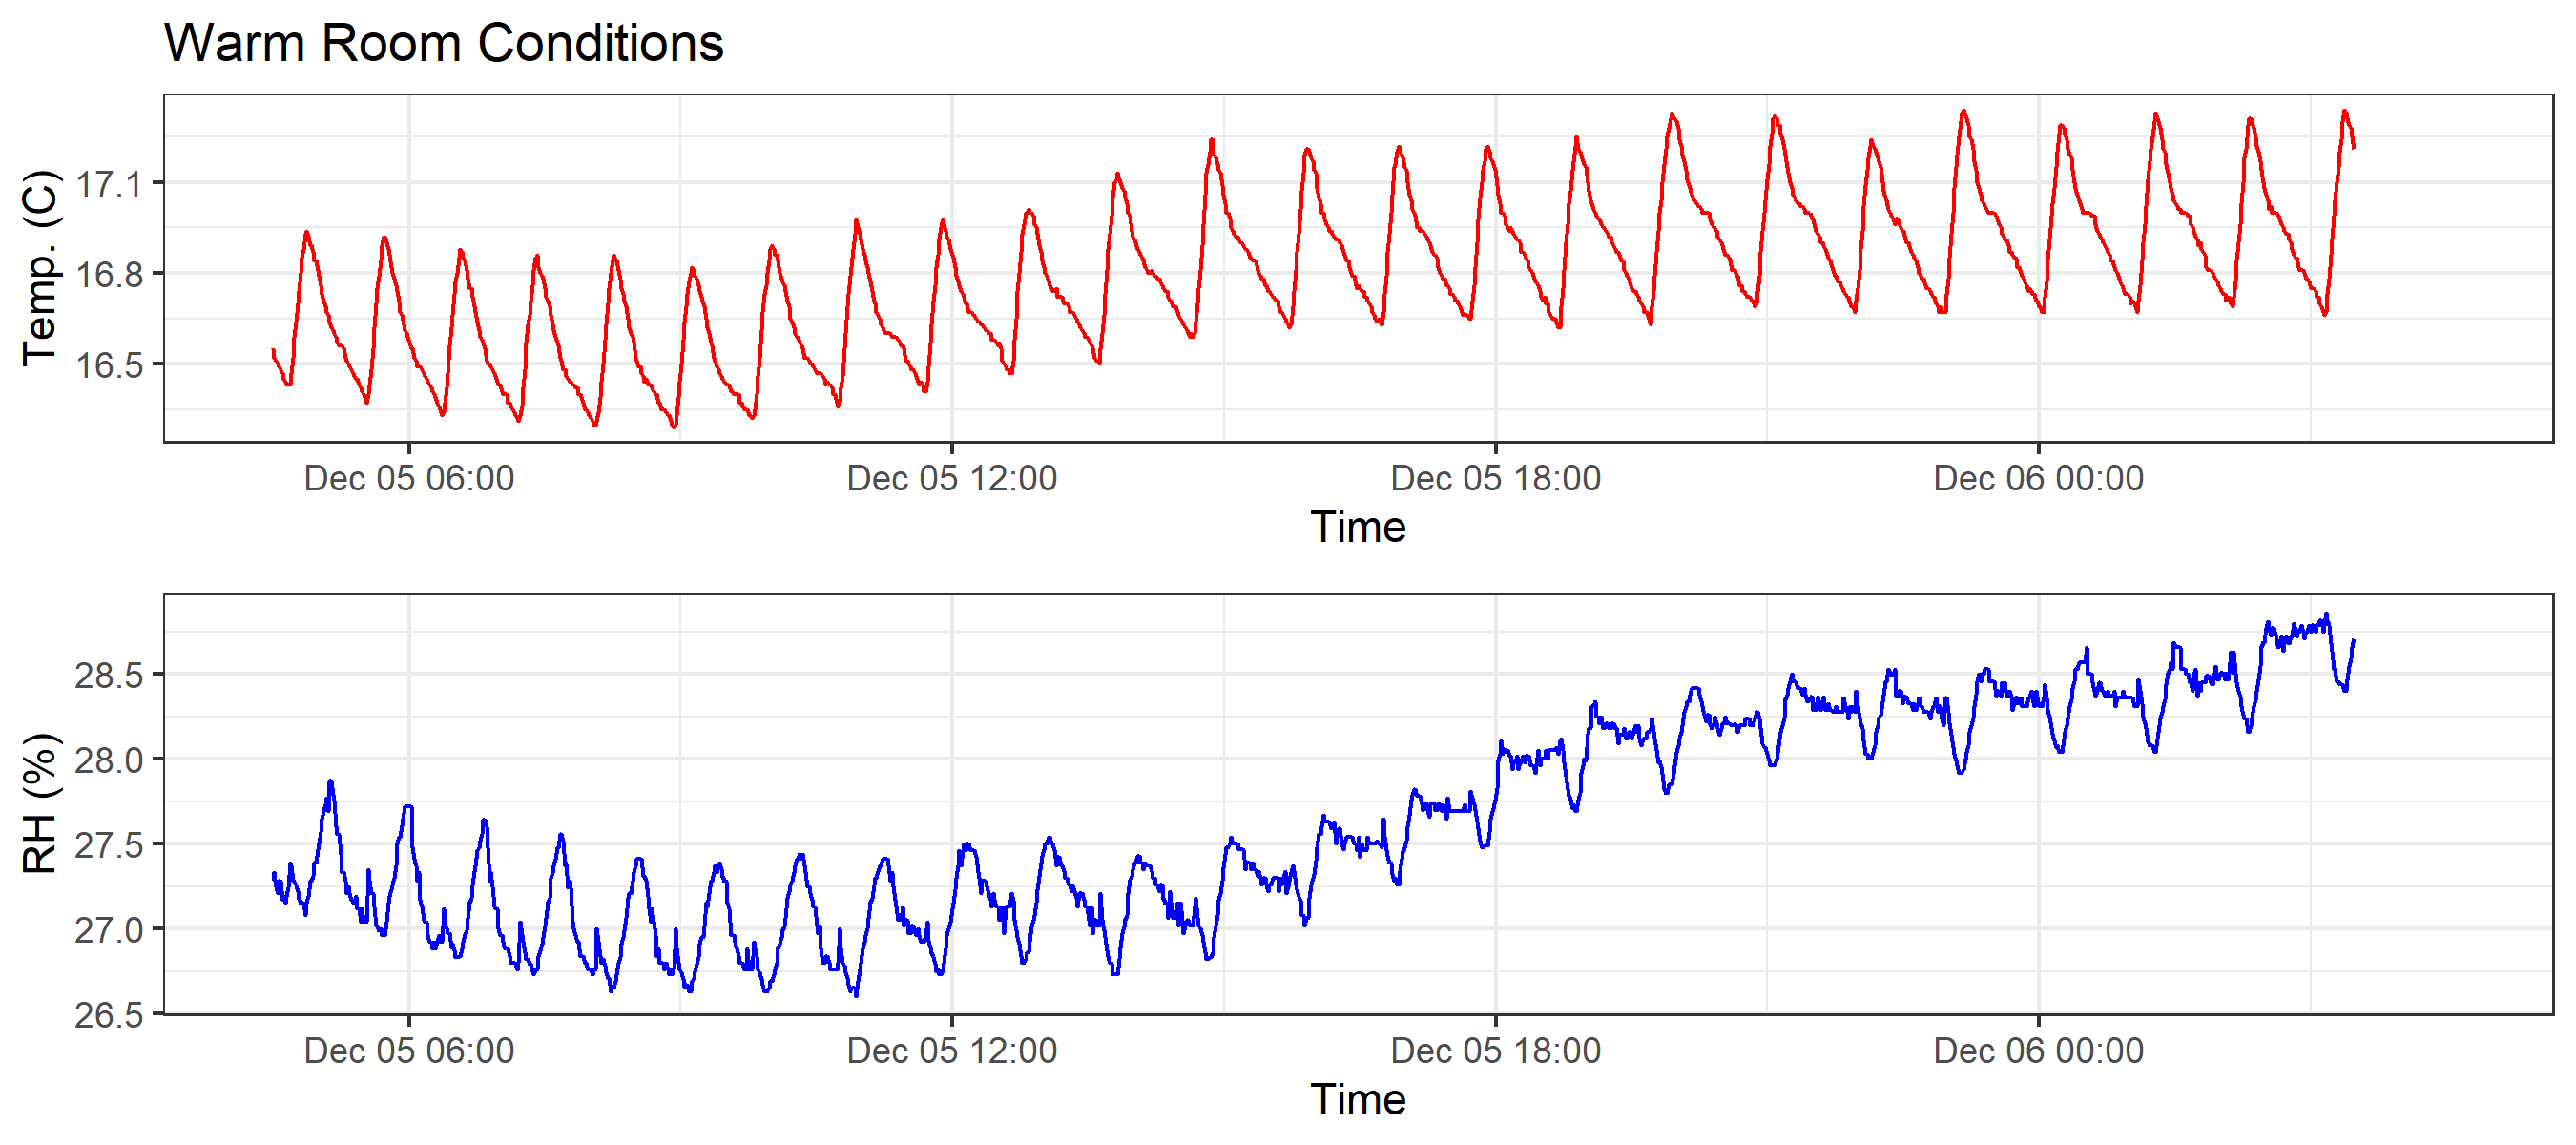 Warm Room Conditions
Temp. (C)
17.1
16.8
16.5
Dec 05 06:00 Dec 05 12:00 Dec 05 18:00 Dec 06 00:00
Time
RH (%)
28.5
28.0
27.5
27.0
26.5
Dec 05 06:00 Dec 05 12:00 Dec 05 18:00 Dec 06 00:00
Time